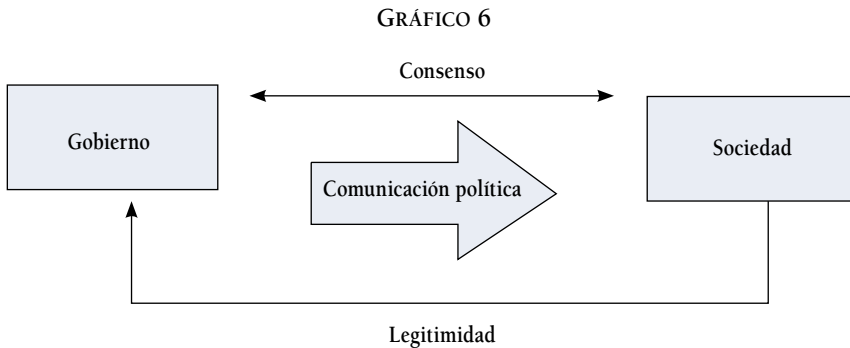 GRÁFICO 6
Consenso
Gobierno
Sociedad
Comunicación política
Legitimidad